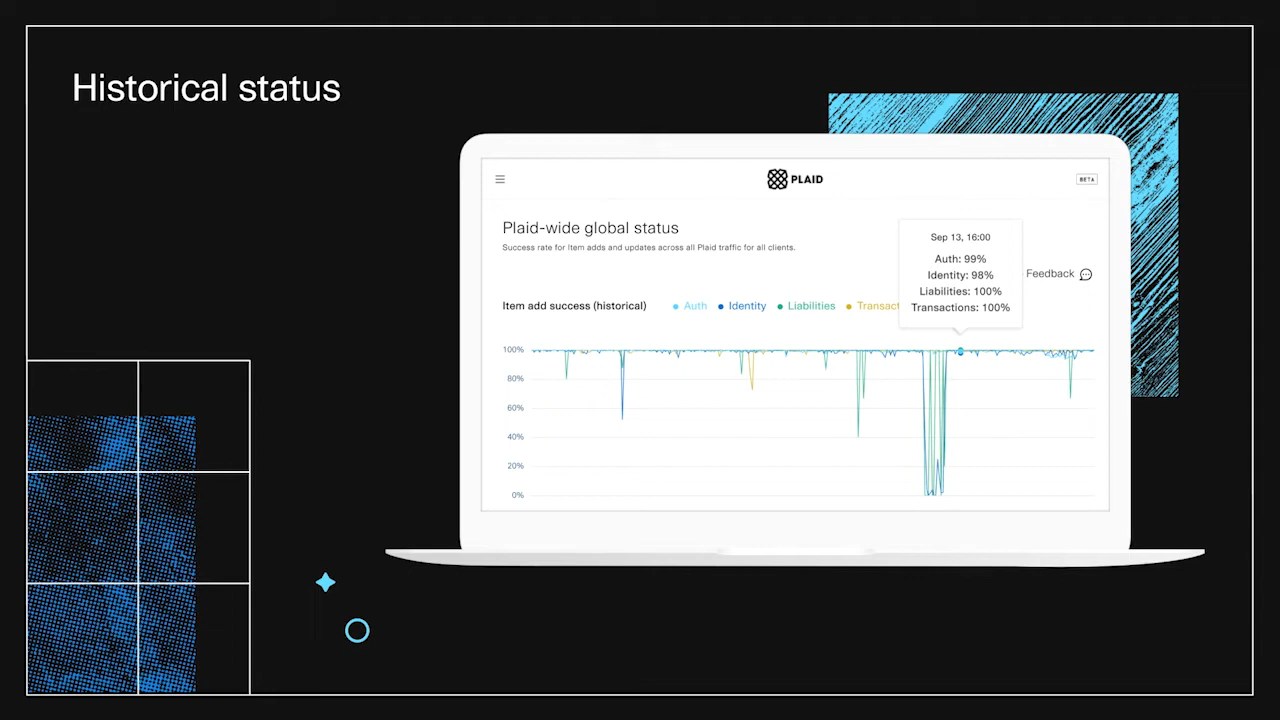 Historical status
PLAID
BETA
Plaid-wide global status
Success rate for Item adds and updates across all Plaid traffic for all clients.
Sep 13, 16:00
Auth: 99%
Identity: 98%
Liabilities: 100%
Transactions: 100%
Feedback
Item add success (historical)
Auth
Identity
Liabilities
Transact
100%
80%
60%
40%
20%
0%